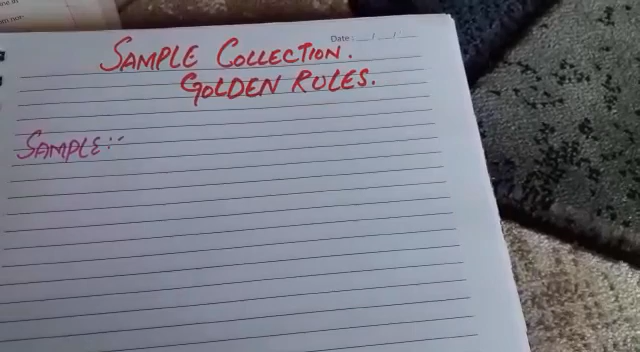 Date : __/__/__
SAMPLE COLLECTION.
GOLDEN RULES.
SAMPLE:-